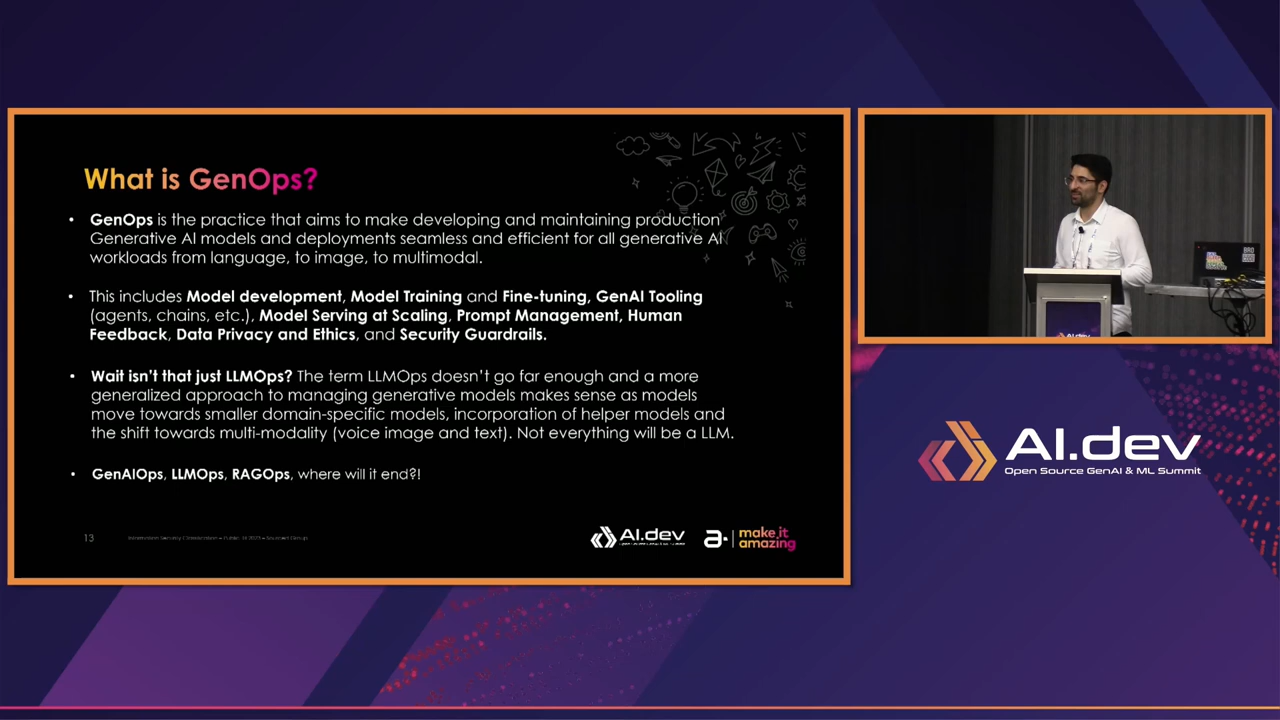 What is GenOps?
• GenOps is the practice that aims to make developing and maintaining production
Generative AI models and deployments seamless and efficient for all generative AI
workloads from language, to image, to multimodal.
• This includes Model development, Model Training and Fine-tuning, GenAI Tooling
(agents, chains, etc.), Model Serving at Scaling, Prompt Management, Human
Feedback, Data Privacy and Ethics, and Security Guardrails.
• Wait isn't that just LLMOps? The term LLMOps doesn't go far enough and a more
generalized approach to managing generative models makes sense as models
move towards smaller domain-specific models, incorporation of helper models and
the shift towards multi-modality (voice image and text). Not everything will be a LLM.
• GenAIOps, LLMOps, RAGOps, where will it end?!
13
AI.dev
a· | make it
amazing
AI.dev
AI.dev
Open Source GenAI & ML Summit